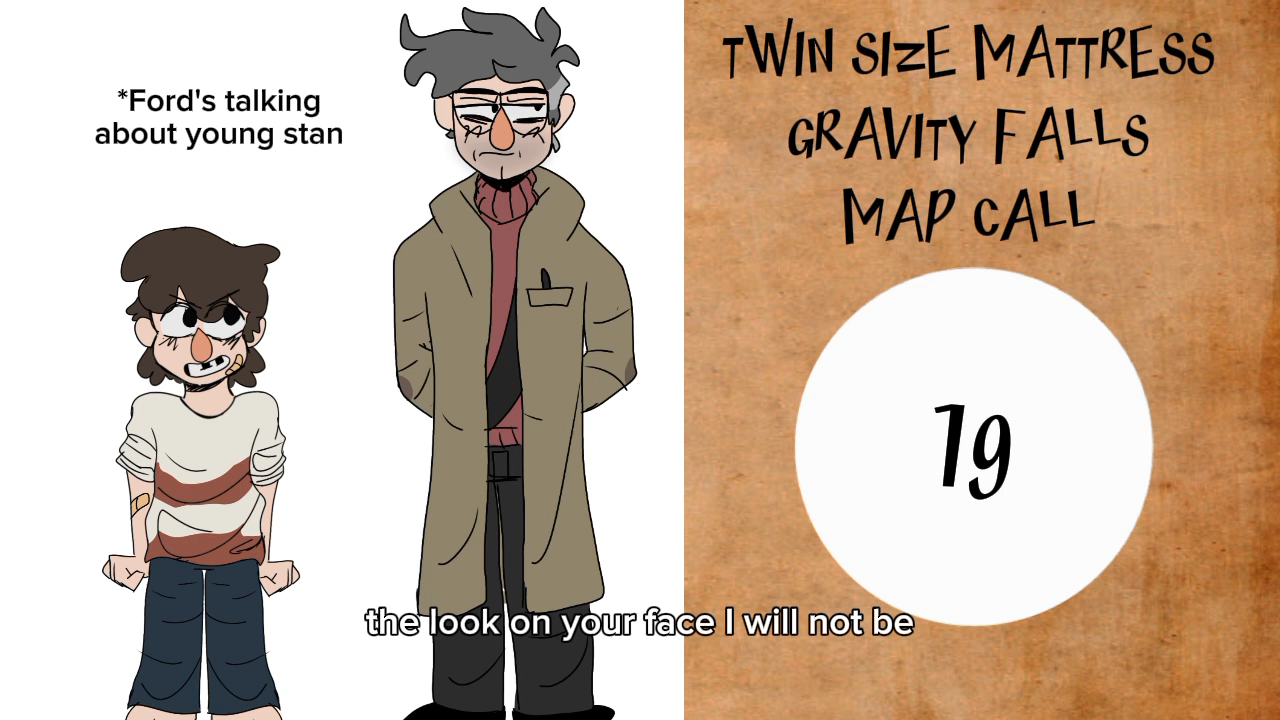 *Ford's talking
about young stan
TWIN SIZE MATTRESS
GRAVITY FALLS
MAP CALL
19
the look on your face I will not be